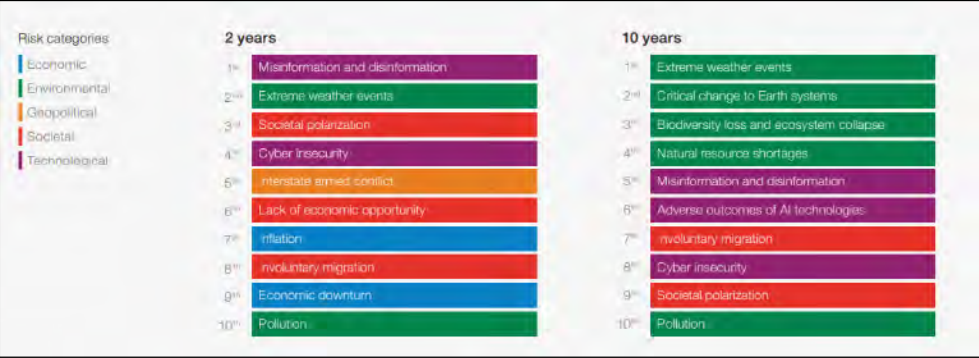 Risk categories
Economic
Environmental
Geopolitical
Societal
Technological
2 years
1st Misinformation and disinformation
2nd Extreme weather events
3rd Societal polarization
4th Cyber insecurity
5th Interstate armed conflict
6th Lack of economic opportunity
7th Inflation
8th Involuntary migration
9th Economic downturn
10th Pollution
10 years
1st Extreme weather events
2nd Critical change to Earth systems
3rd Biodiversity loss and ecosystem collapse
4th Natural resource shortages
5th Misinformation and disinformation
6th Adverse outcomes of AI technologies
7th Involuntary migration
8th Cyber insecurity
9th Societal polarization
10th Pollution